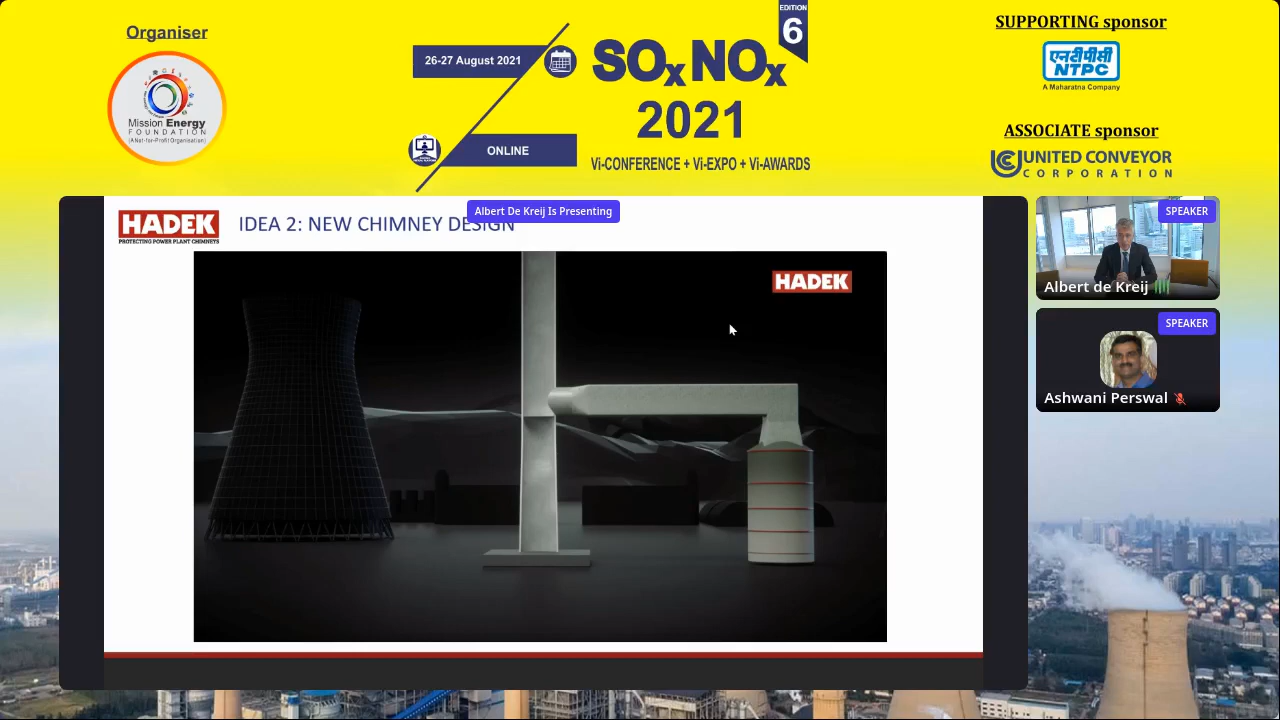 Organiser
Mission Energy
FOUNDATION
(A Not-for-Profit Organisation)
26-27 August 2021
ONLINE
EDITION
6
SOx NOx
2021
Vi-CONFERENCE + Vi-EXPO + Vi-AWARDS
SUPPORTING sponsor
एनटीपीसी
NTPC
A Maharatna Company
ASSOCIATE sponsor
UNITED CONVEYOR
CORPORATION
Albert De Kreij Is Presenting
HADEK
PROTECTING POWER PLANT CHIMNEYS
IDEA 2: NEW CHIMNEY DESIGN
HADEK
SPEAKER
Albert de Kreij
SPEAKER
Ashwani Perswal